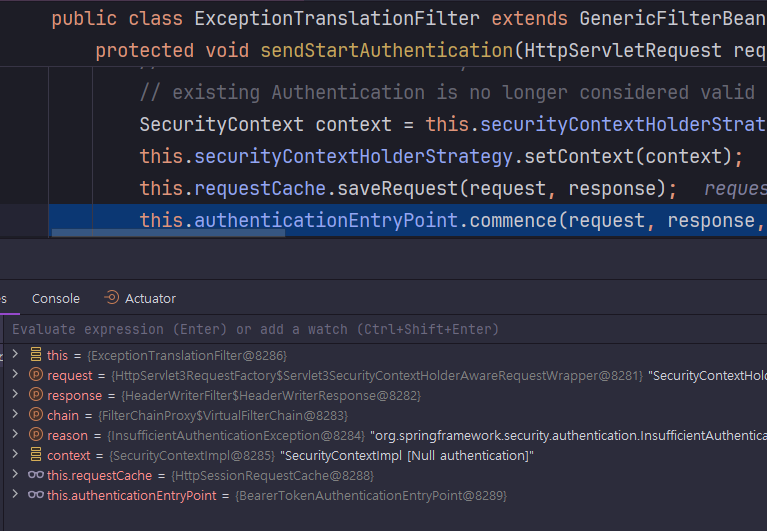 public class ExceptionTranslationFilter extends GenericFilterBean
protected void sendStartAuthentication(HttpServletRequest req
// existing Authentication is no longer considered valid
SecurityContext context = this.securityContextHolderStrat
this.securityContextHolderStrategy.setContext(context);
this.requestCache.saveRequest(request, response); reques
this.authenticationEntryPoint.commence(request, response,
es Console Actuator
Evaluate expression (Enter) or add a watch (Ctrl+Shift+Enter)
this = {ExceptionTranslationFilter@8286}
request = {HttpServlet3RequestFactory$Servlet3SecurityContextHolderAwareRequestWrapper@8281} "SecurityContextHold
response = {HeaderWriterFilter$HeaderWriterResponse@8282}
chain = {FilterChainProxy$VirtualFilterChain@8283}
reason = {InsufficientAuthenticationException@8284} "org.springframework.security.authentication.InsufficientAuthentica
context = {SecurityContextImpl@8285} "SecurityContextImpl [Null authentication]"
this.requestCache = {HttpSessionRequestCache@8288}
this.authenticationEntryPoint = {BearerTokenAuthenticationEntryPoint@8289}